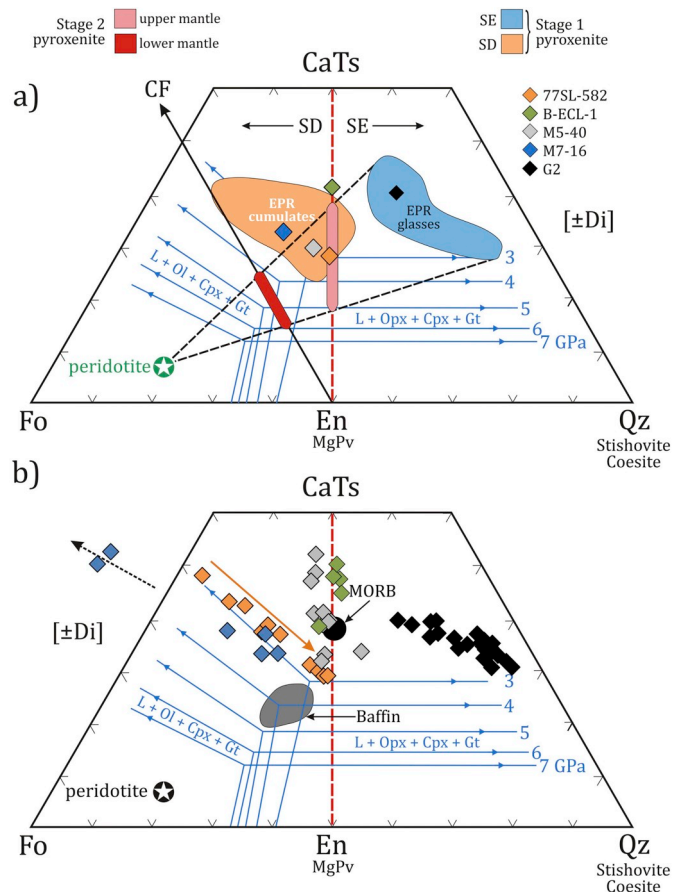 Stage 2
pyroxenite
upper mantle
lower mantle
SE
SD
Stage 1
pyroxenite
a)
CaTs
CF
SD
SE
77SL-582
B-ECL-1
M5-40
M7-16
G2
EPR
cumulates
EPR
glasses
[±Di]
3
4
5
6
7 GPa
L + Ol + Cpx + Gt
L + Opx + Cpx + Gt
peridotite
Fo
En
Qz
MgPv
Stishovite
Coesite
b)
CaTs
MORB
[±Di]
3
4
Baffin
5
6
7 GPa
L + Ol + Cpx + Gt
L + Opx + Cpx + Gt
peridotite
Fo
En
Qz
MgPv
Stishovite
Coesite